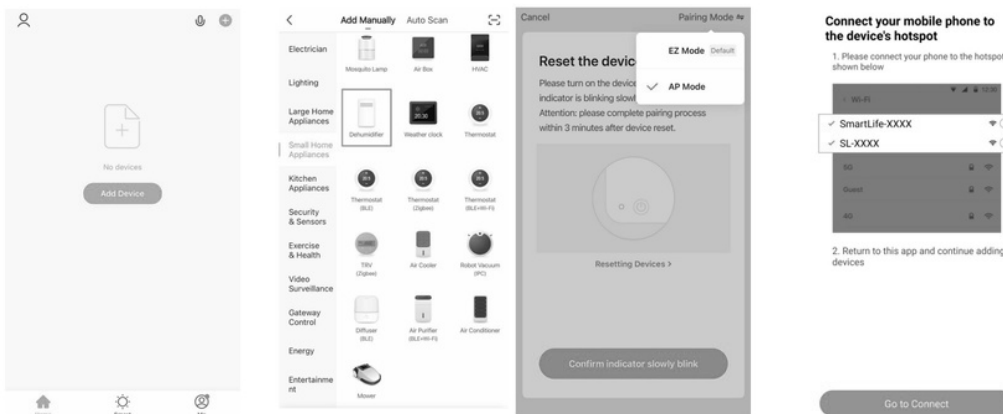 No devices
Add Device
Add Manually
Auto Scan
Electrician
Lighting
Large Home
Appliances
Small Home
Appliances
Kitchen
Appliances
Security
& Sensors
Exercise
& Health
Video
Surveillance
Gateway
Control
Energy
Entertainme
nt
Mosquito Lamp
Air Box
HVAC
Dehumidifier
Weather clock
Thermostat
Thermostat
(BLE)
Thermostat
(Zigbee)
Thermostat
(BLE+Wi-Fi)
TRV
(Zigbee)
Air Cooler
Robot Vacuum
(IPC)
Diffuser
(BLE)
Air Purifier
(BLE+Wi-Fi)
Air Conditioner
Mower
Cancel
Pairing Mode
EZ Mode Default
AP Mode
Reset the devic
Please turn on the device
indicator is blinking slowl
Attention: please complete pairing process
within 3 minutes after device reset.
Resetting Devices >
Confirm indicator slowly blink
Connect your mobile phone to
the device's hotspot
1. Please connect your phone to the hotspot
shown below
Wi-Fi
SmartLife-XXXX
SL-XXXX
5G
Guest
4G
2. Return to this app and continue adding
devices
Go to Connect